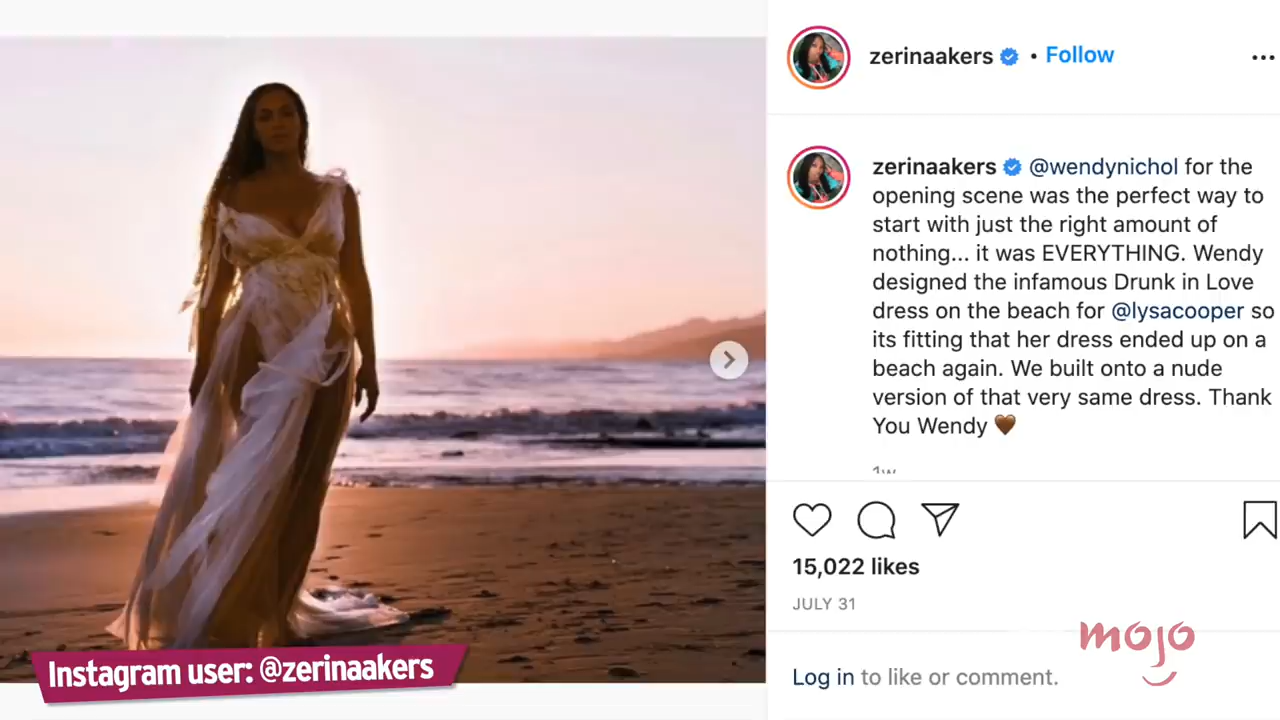 zerinaakers • Follow
zerinaakers @wendynichol for the
opening scene was the perfect way to
start with just the right amount of
nothing... it was EVERYTHING. Wendy
designed the infamous Drunk in Love
dress on the beach for @lysacooper so
its fitting that her dress ended up on a
beach again. We built onto a nude
version of that very same dress. Thank
You Wendy 🤎
1w
15,022 likes
JULY 31
mojo
Log in to like or comment.
Instagram user: @zerinaakers